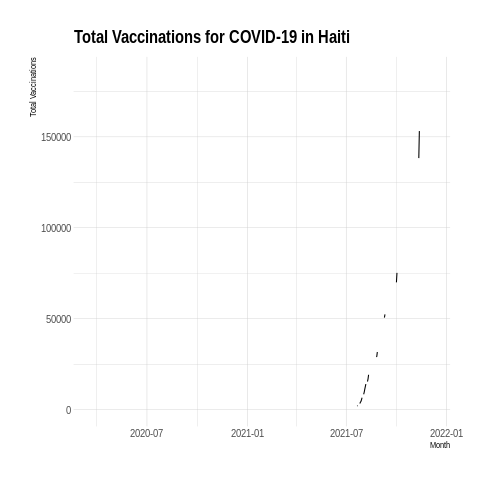 Total Vaccinations for COVID-19 in Haiti
Total Vaccinations
150000
100000
50000
0
2020-07 2021-01 2021-07 2022-01
Month